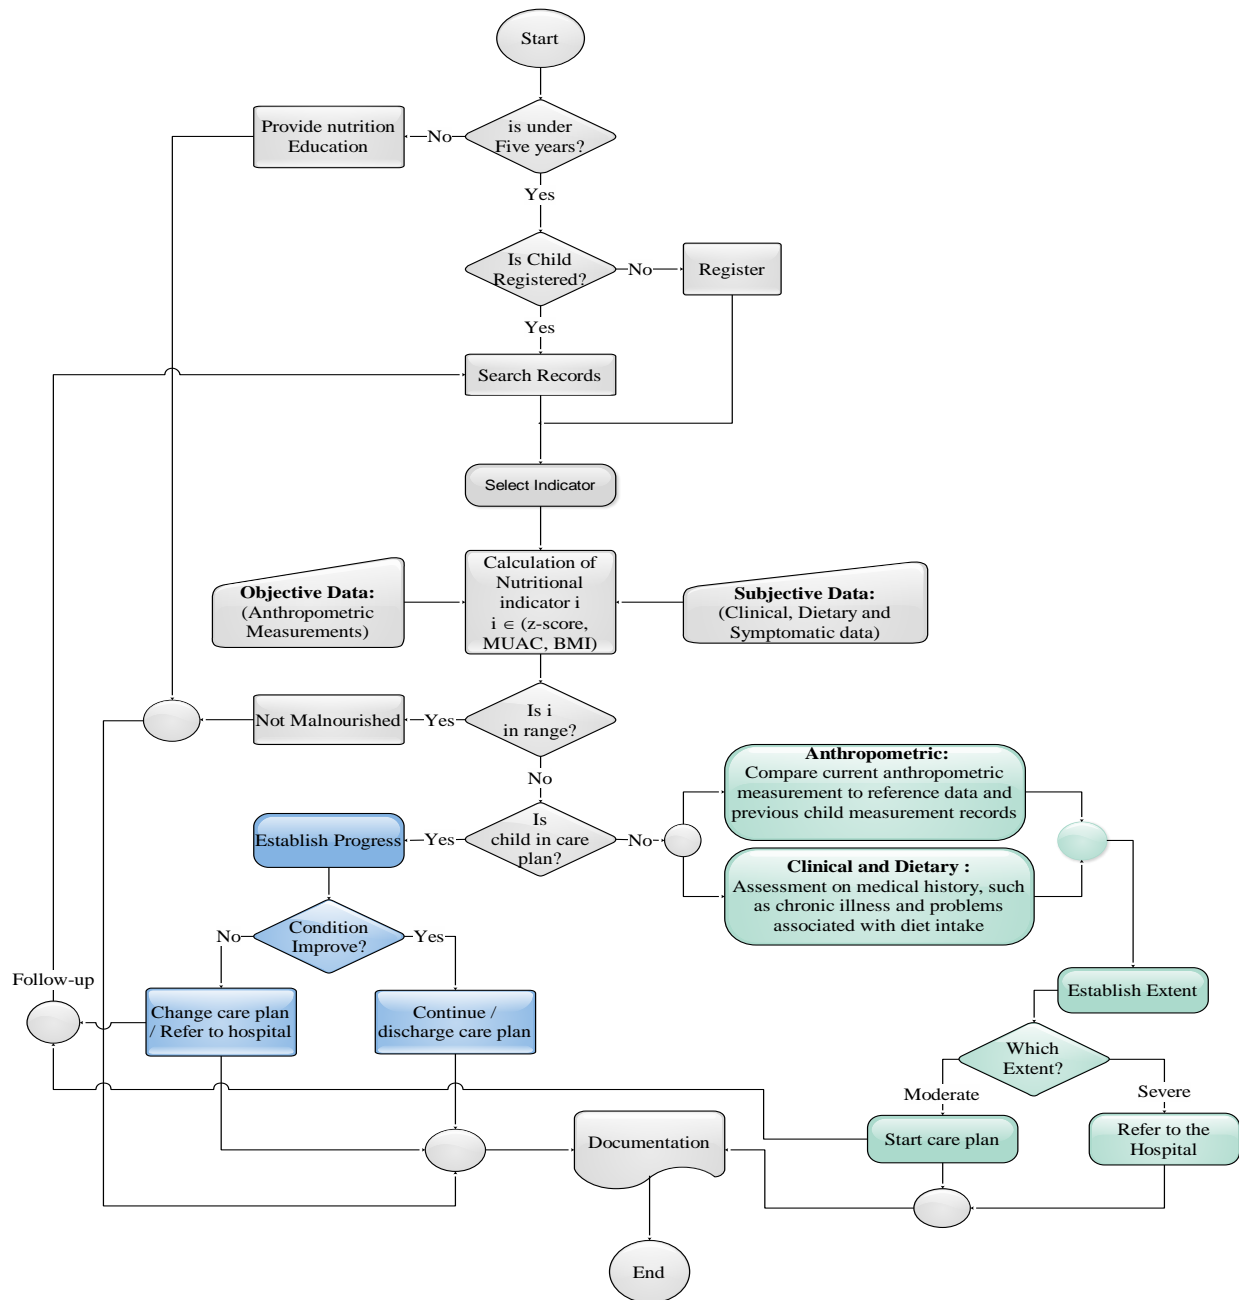 Start
is under
Five years?
No
Provide nutrition
Education
Yes
Is Child
Registered?
No
Register
Yes
Search Records
Select Indicator
Calculation of
Nutritional
indicator i
i ∈ (z-score,
MUAC, BMI)
Objective Data:
(Anthropometric
Measurements)
Subjective Data:
(Clinical, Dietary and
Symptomatic data)
Is i
in range?
Yes
Not Malnourished
No
Is
child in care
plan?
Yes
Establish Progress
No
Anthropometric:
Compare current anthropometric
measurement to reference data and
previous child measurement records
Clinical and Dietary :
Assessment on medical history, such
as chronic illness and problems
associated with diet intake
Condition
Improve?
No
Yes
Follow-up
Change care plan
/ Refer to hospital
Continue /
discharge care plan
Establish Extent
Which
Extent?
Moderate
Severe
Start care plan
Refer to the
Hospital
Documentation
End